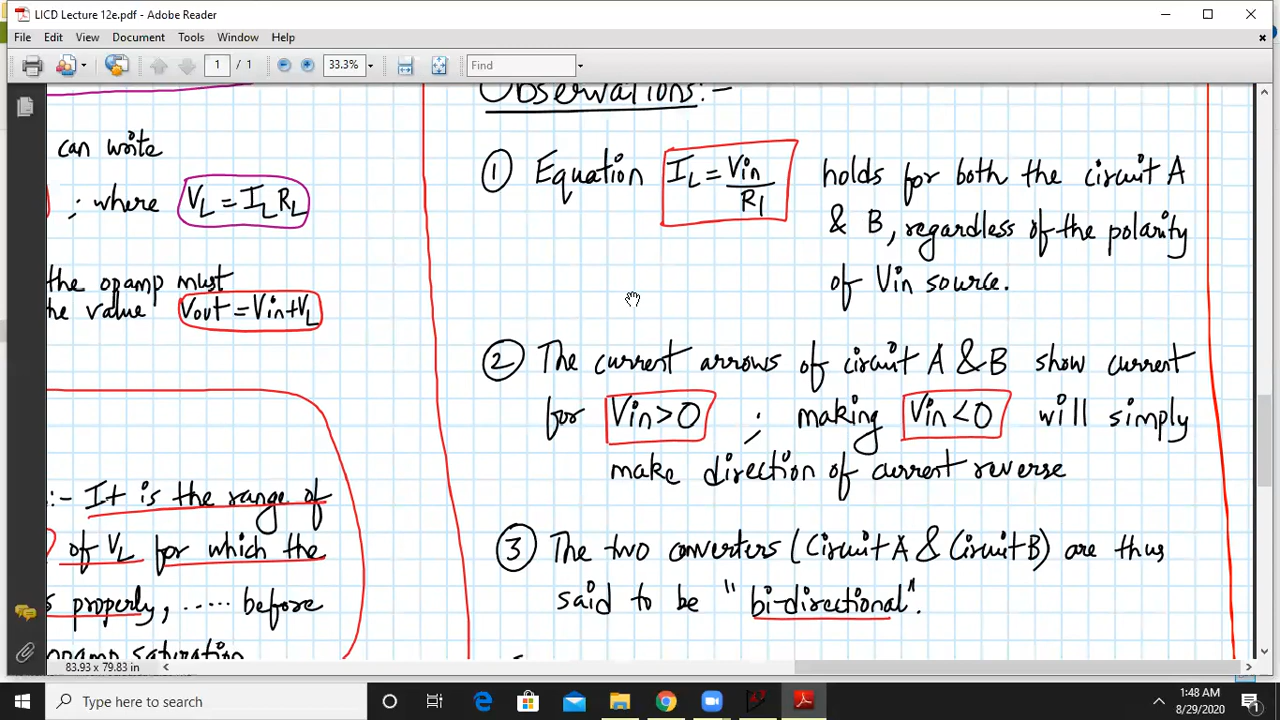 LICD Lecture 12e.pdf - Adobe Reader
File Edit View Document Tools Window Help
1 / 1 33.3% Find
can write
; where VL = IL RL
the opamp must
he value Vout = Vin+VL
:- It is the range of
of VL for which the
s properly, ...... before
opamp saturation
Observations:-
① Equation IL = Vin / R1 holds for both the circuit A
& B, regardless of the polarity
of Vin source.
② The current arrows of circuit A & B show current
for Vin > 0 ; making Vin < 0 will simply
make direction of current reverse
③ The two converters (Circuit A & Circuit B) are thus
said to be "bi-directional".
83.93 x 79.83 in
Type here to search
1:48 AM
8/29/2020